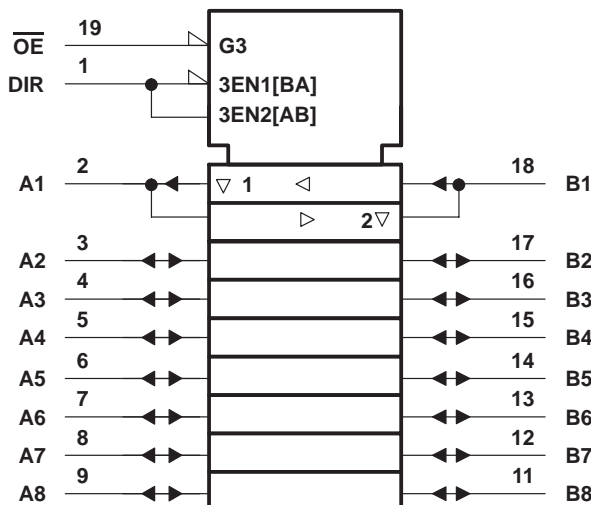 19
O̅E̅ G3
1
DIR 3EN1[BA]
3EN2[AB]
2 18
A1 ▽ 1 ◁ B1
▷ 2▽
3 17
A2 B2
4 16
A3 B3
5 15
A4 B4
6 14
A5 B5
7 13
A6 B6
8 12
A7 B7
9 11
A8 B8